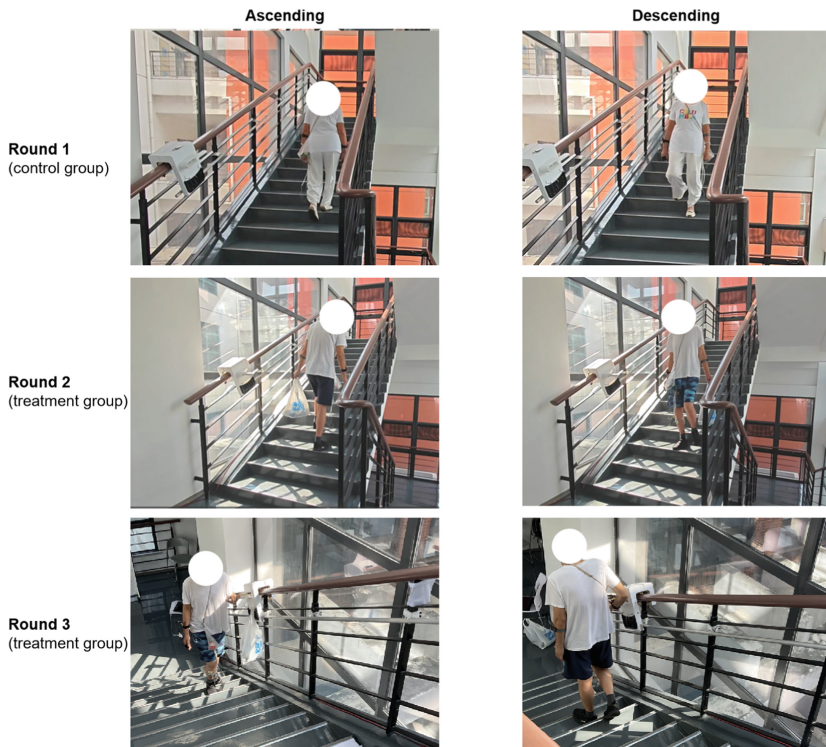 Ascending
Descending
Round 1
(control group)
Round 2
(treatment group)
Round 3
(treatment group)